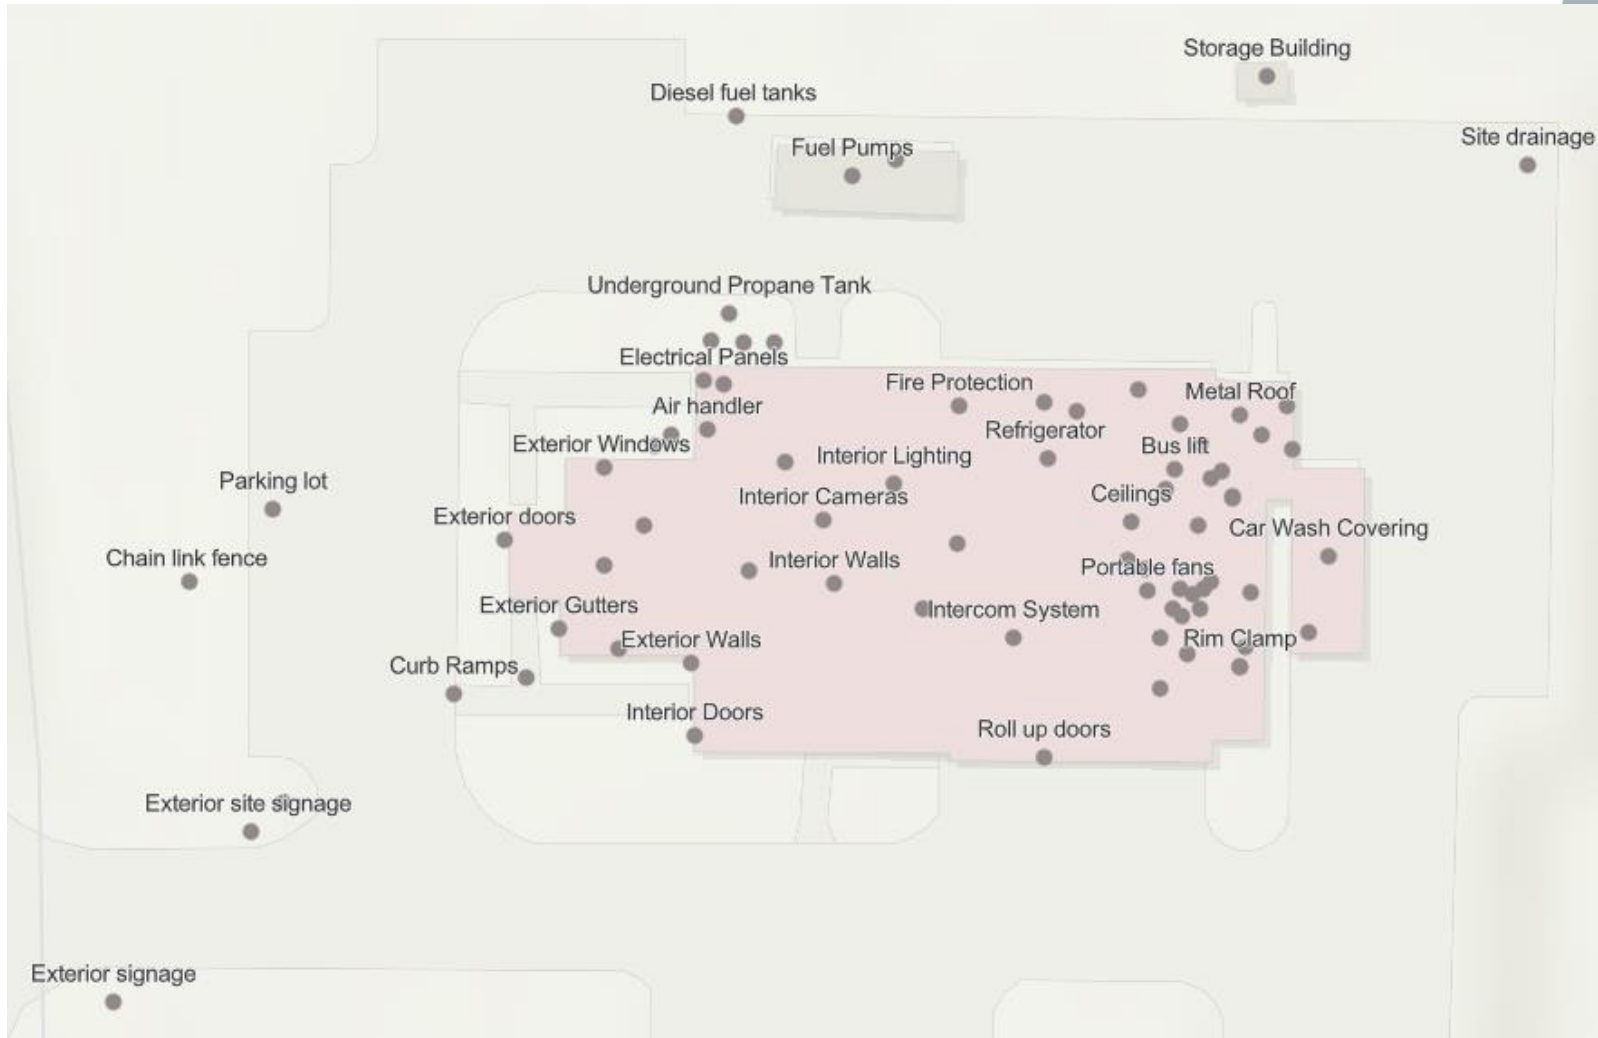 Storage Building
Diesel fuel tanks
Site drainage
Fuel Pumps
Underground Propane Tank
Electrical Panels
Fire Protection
Metal Roof
Air handler
Refrigerator
Exterior Windows
Bus lift
Interior Lighting
Parking lot
Ceilings
Interior Cameras
Exterior doors
Car Wash Covering
Chain link fence
Interior Walls
Portable fans
Exterior Gutters
Intercom System
Exterior Walls
Rim Clamp
Curb Ramps
Interior Doors
Roll up doors
Exterior site signage
Exterior signage